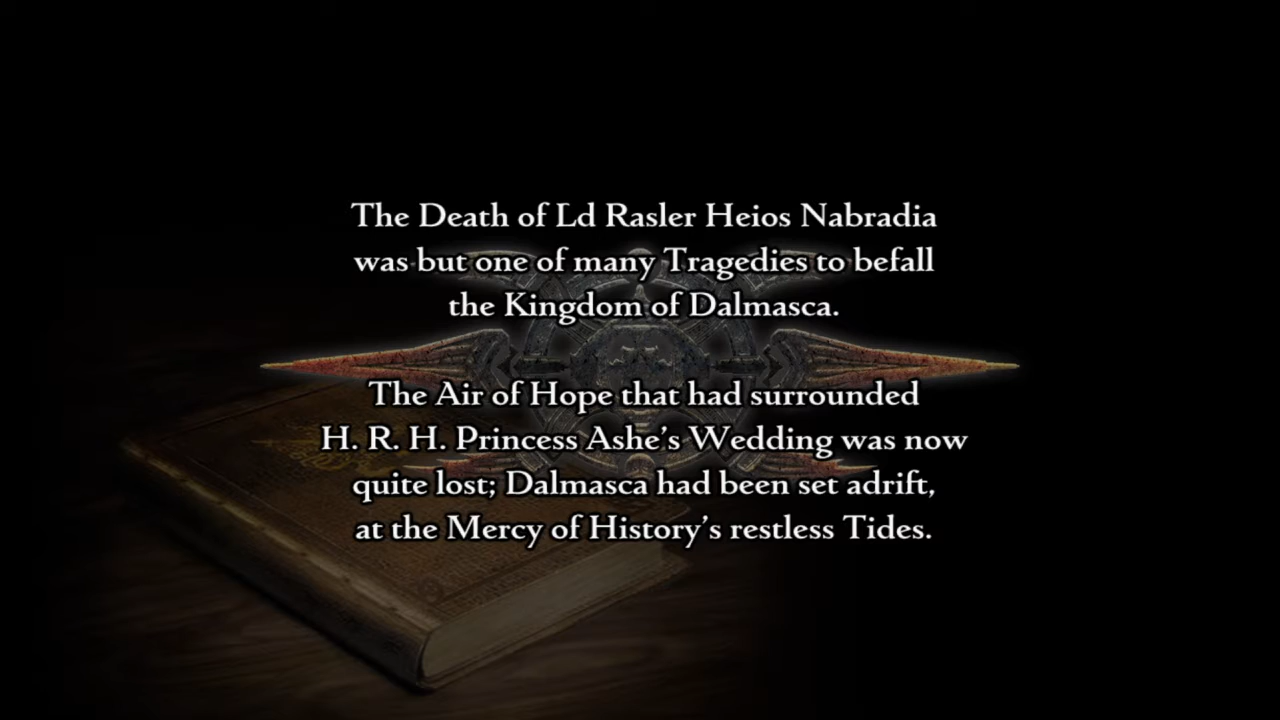 The Death of Ld Rasler Heios Nabradia
was but one of many Tragedies to befall
the Kingdom of Dalmasca.
The Air of Hope that had surrounded
H. R. H. Princess Ashe’s Wedding was now
quite lost; Dalmasca had been set adrift,
at the Mercy of History’s restless Tides.